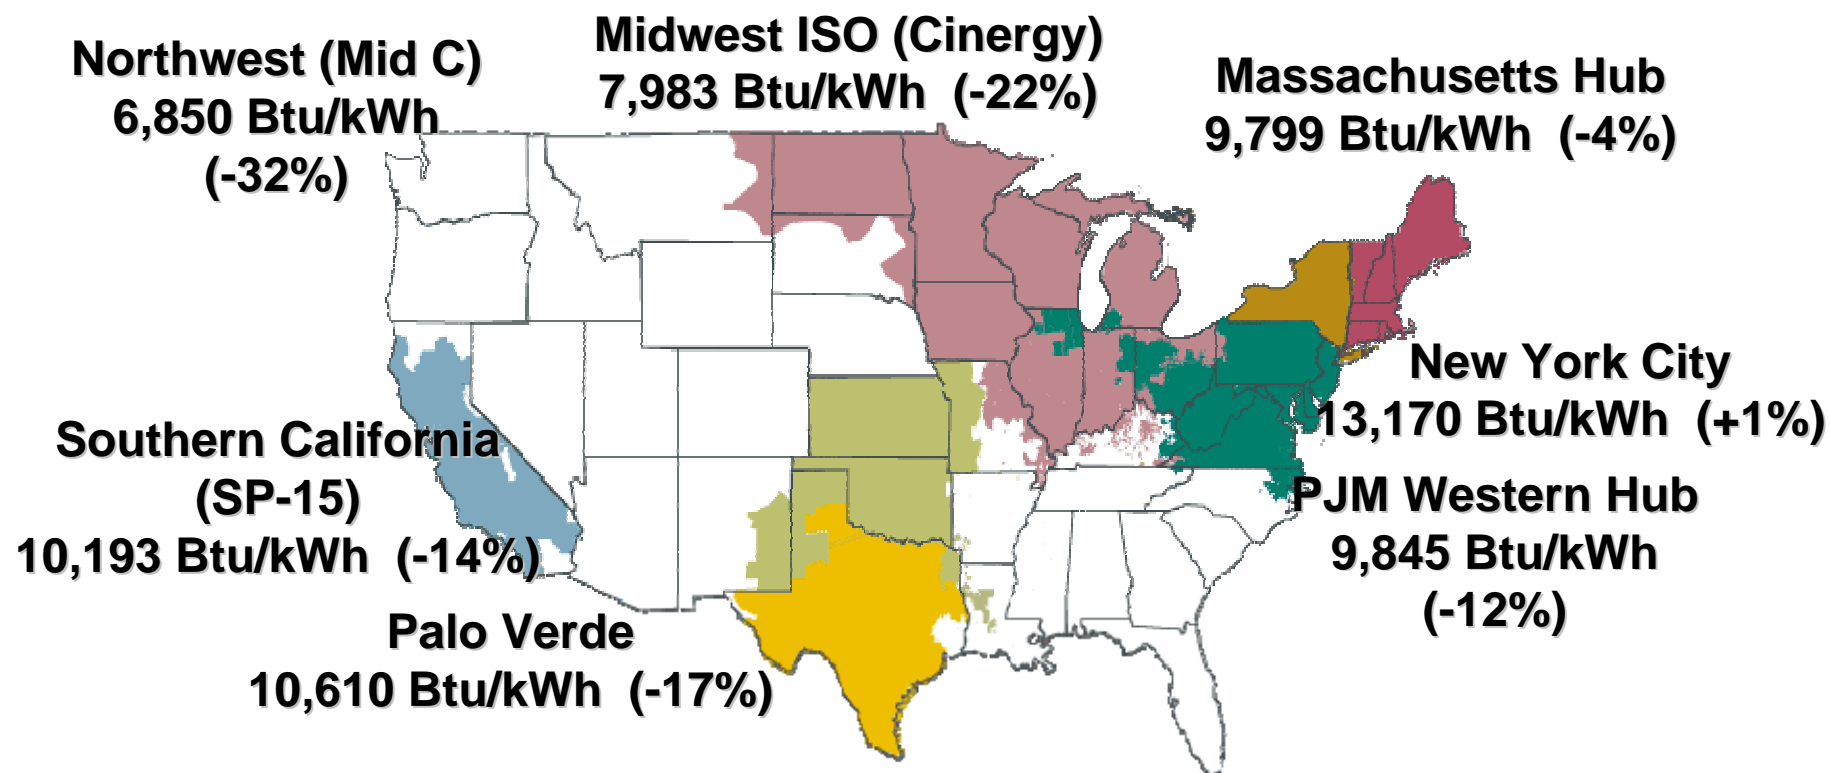 Northwest (Mid C)
6,850 Btu/kWh
(-32%)
Midwest ISO (Cinergy)
7,983 Btu/kWh  (-22%)
Massachusetts Hub
9,799 Btu/kWh  (-4%)
New York City
13,170 Btu/kWh  (+1%)
Southern California
(SP-15)
10,193 Btu/kWh  (-14%)
PJM Western Hub
9,845 Btu/kWh
(-12%)
Palo Verde
10,610 Btu/kWh  (-17%)